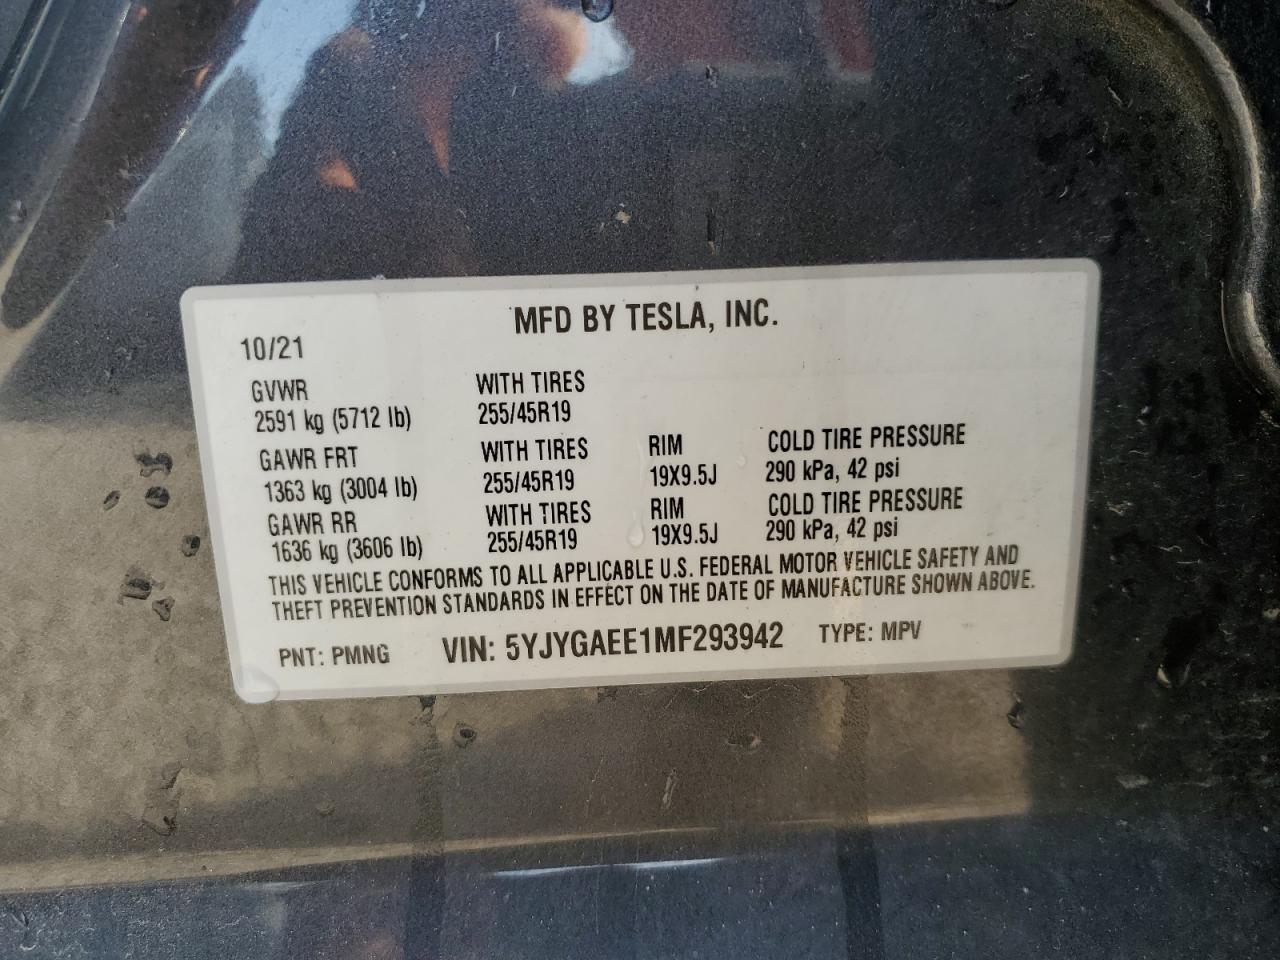 MFD BY TESLA, INC.
10/21
GVWR WITH TIRES
2591 kg (5712 lb) 255/45R19
GAWR FRT WITH TIRES RIM COLD TIRE PRESSURE
1363 kg (3004 lb) 255/45R19 19X9.5J 290 kPa, 42 psi
GAWR RR WITH TIRES RIM COLD TIRE PRESSURE
1636 kg (3606 lb) 255/45R19 19X9.5J 290 kPa, 42 psi
THIS VEHICLE CONFORMS TO ALL APPLICABLE U.S. FEDERAL MOTOR VEHICLE SAFETY AND
THEFT PREVENTION STANDARDS IN EFFECT ON THE DATE OF MANUFACTURE SHOWN ABOVE.
PNT: PMNG VIN: 5YJYGAEE1MF293942 TYPE: MPV